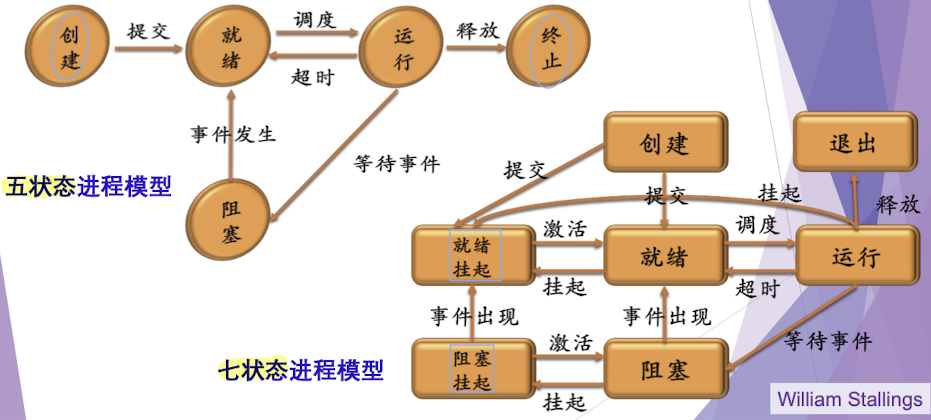 创建
提交
就绪
调度
超时
运行
释放
终止
事件发生
等待事件
阻塞
五状态进程模型
创建
退出
提交
提交
挂起
释放
就绪
挂起
激活
挂起
就绪
调度
超时
运行
事件出现
事件出现
等待事件
阻塞
挂起
激活
挂起
阻塞
七状态进程模型
William Stallings